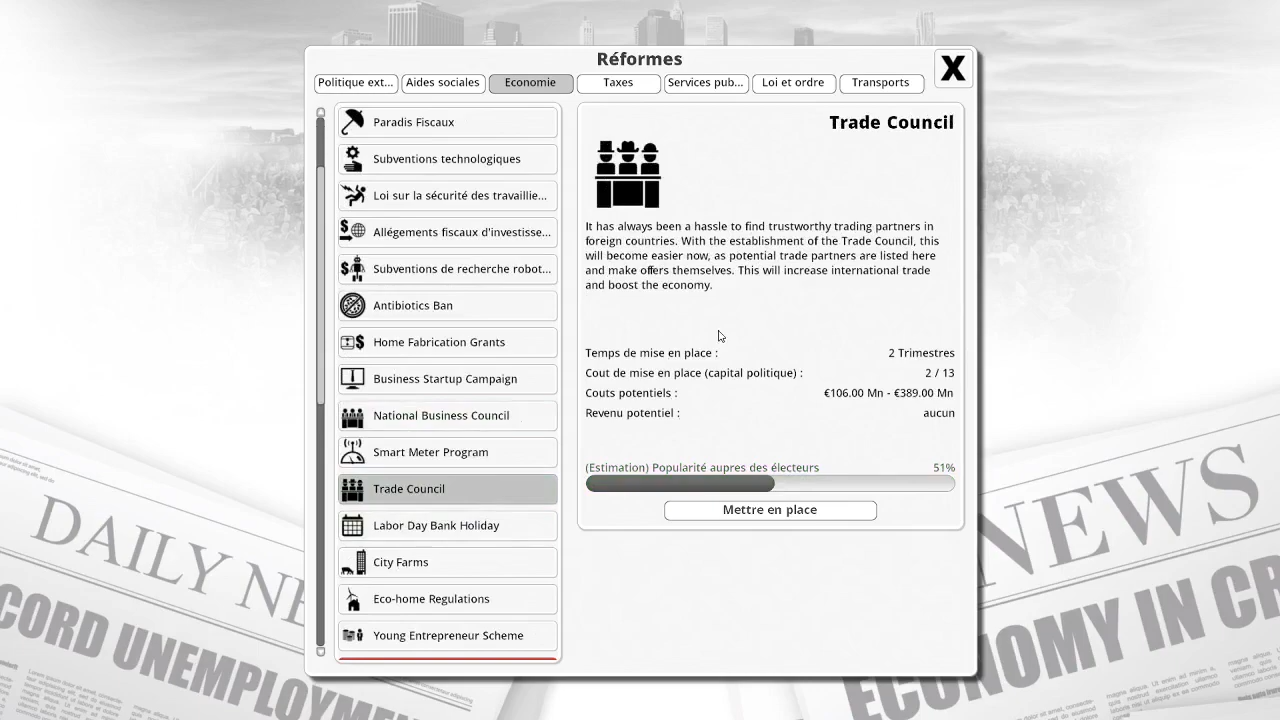 Réformes
X
Politique ext...
Aides sociales
Economie
Taxes
Services pub...
Loi et ordre
Transports
Paradis Fiscaux
Subventions technologiques
Loi sur la sécurité des travaillie...
Allégements fiscaux d'investisse...
Subventions de recherche robot...
Antibiotics Ban
Home Fabrication Grants
Business Startup Campaign
National Business Council
Smart Meter Program
Trade Council
Labor Day Bank Holiday
City Farms
Eco-home Regulations
Young Entrepreneur Scheme
Trade Council
It has always been a hassle to find trustworthy trading partners in
foreign countries. With the establishment of the Trade Council, this
will become easier now, as potential trade partners are listed here
and make offers themselves. This will increase international trade
and boost the economy.
Temps de mise en place : 2 Trimestres
Cout de mise en place (capital politique) : 2 / 13
Couts potentiels : €106.00 Mn - €389.00 Mn
Revenu potentiel : aucun
(Estimation) Popularité aupres des électeurs 51%
Mettre en place
DAILY NE
CORD UNEMPLOYM
NEWS
ECONOMY IN CR